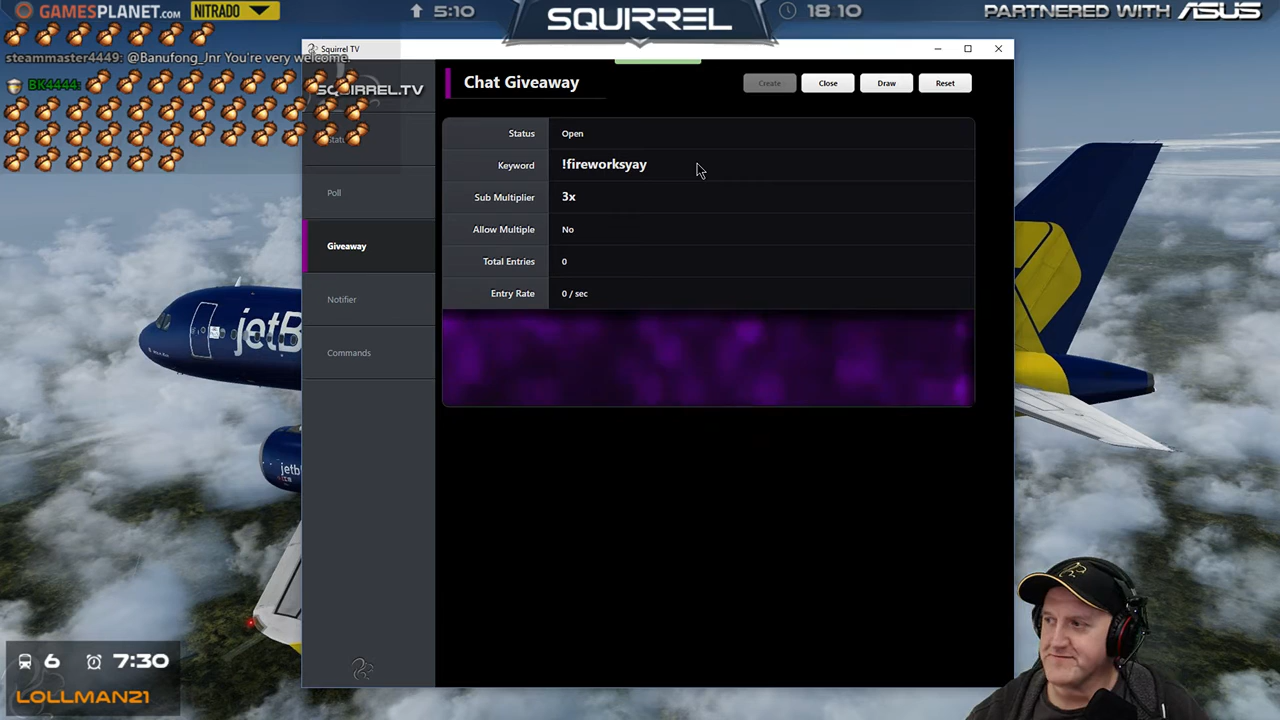 GAMESPLANET.COM NITRADO
5:10
SQUIRREL
18:10
PARTNERED WITH ASUS
Squirrel TV
steammaster4449: @Banufong_Jnr You're very welcome.
BK4444:
SQUIRREL.TV
Chat Giveaway
Create
Close
Draw
Reset
Poll
Giveaway
Notifier
Commands
Status Open
Keyword !fireworksyay
Sub Multiplier 3x
Allow Multiple No
Total Entries 0
Entry Rate 0 / sec
jetB
jetb
6 7:30
LOLLMAN21